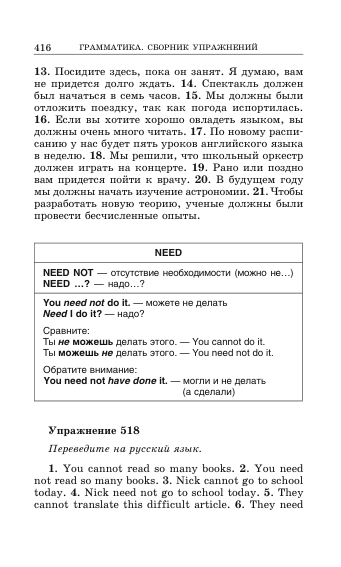 416 ГРАММАТИКА. СБОРНИК УПРАЖНЕНИЙ
13. Посидите здесь, пока он занят. Я думаю, вам
не придется долго ждать. 14. Спектакль должен
был начаться в семь часов. 15. Мы должны были
отложить поездку, так как погода испортилась.
16. Если вы хотите хорошо овладеть языком, вы
должны очень много читать. 17. По новому распи-
санию у нас будет пять уроков английского языка
в неделю. 18. Мы решили, что школьный оркестр
должен играть на концерте. 19. Рано или поздно
вам придется пойти к врачу. 20. В будущем году
мы должны начать изучение астрономии. 21. Чтобы
разработать новую теорию, ученые должны были
провести бесчисленные опыты.
NEED
NEED NOT — отсутствие необходимости (можно не…)
NEED …? — надо…?
You need not do it. — можете не делать
Need I do it? — надо?
Сравните:
Ты не можешь делать этого. — You cannot do it.
Ты можешь не делать этого. — You need not do it.
Обратите внимание:
You need not have done it. — могли и не делать
(а сделали)
Упражнение 518
Переведите на русский язык.
1. You cannot read so many books. 2. You need
not read so many books. 3. Nick cannot go to school
today. 4. Nick need not go to school today. 5. They
cannot translate this difficult article. 6. They need